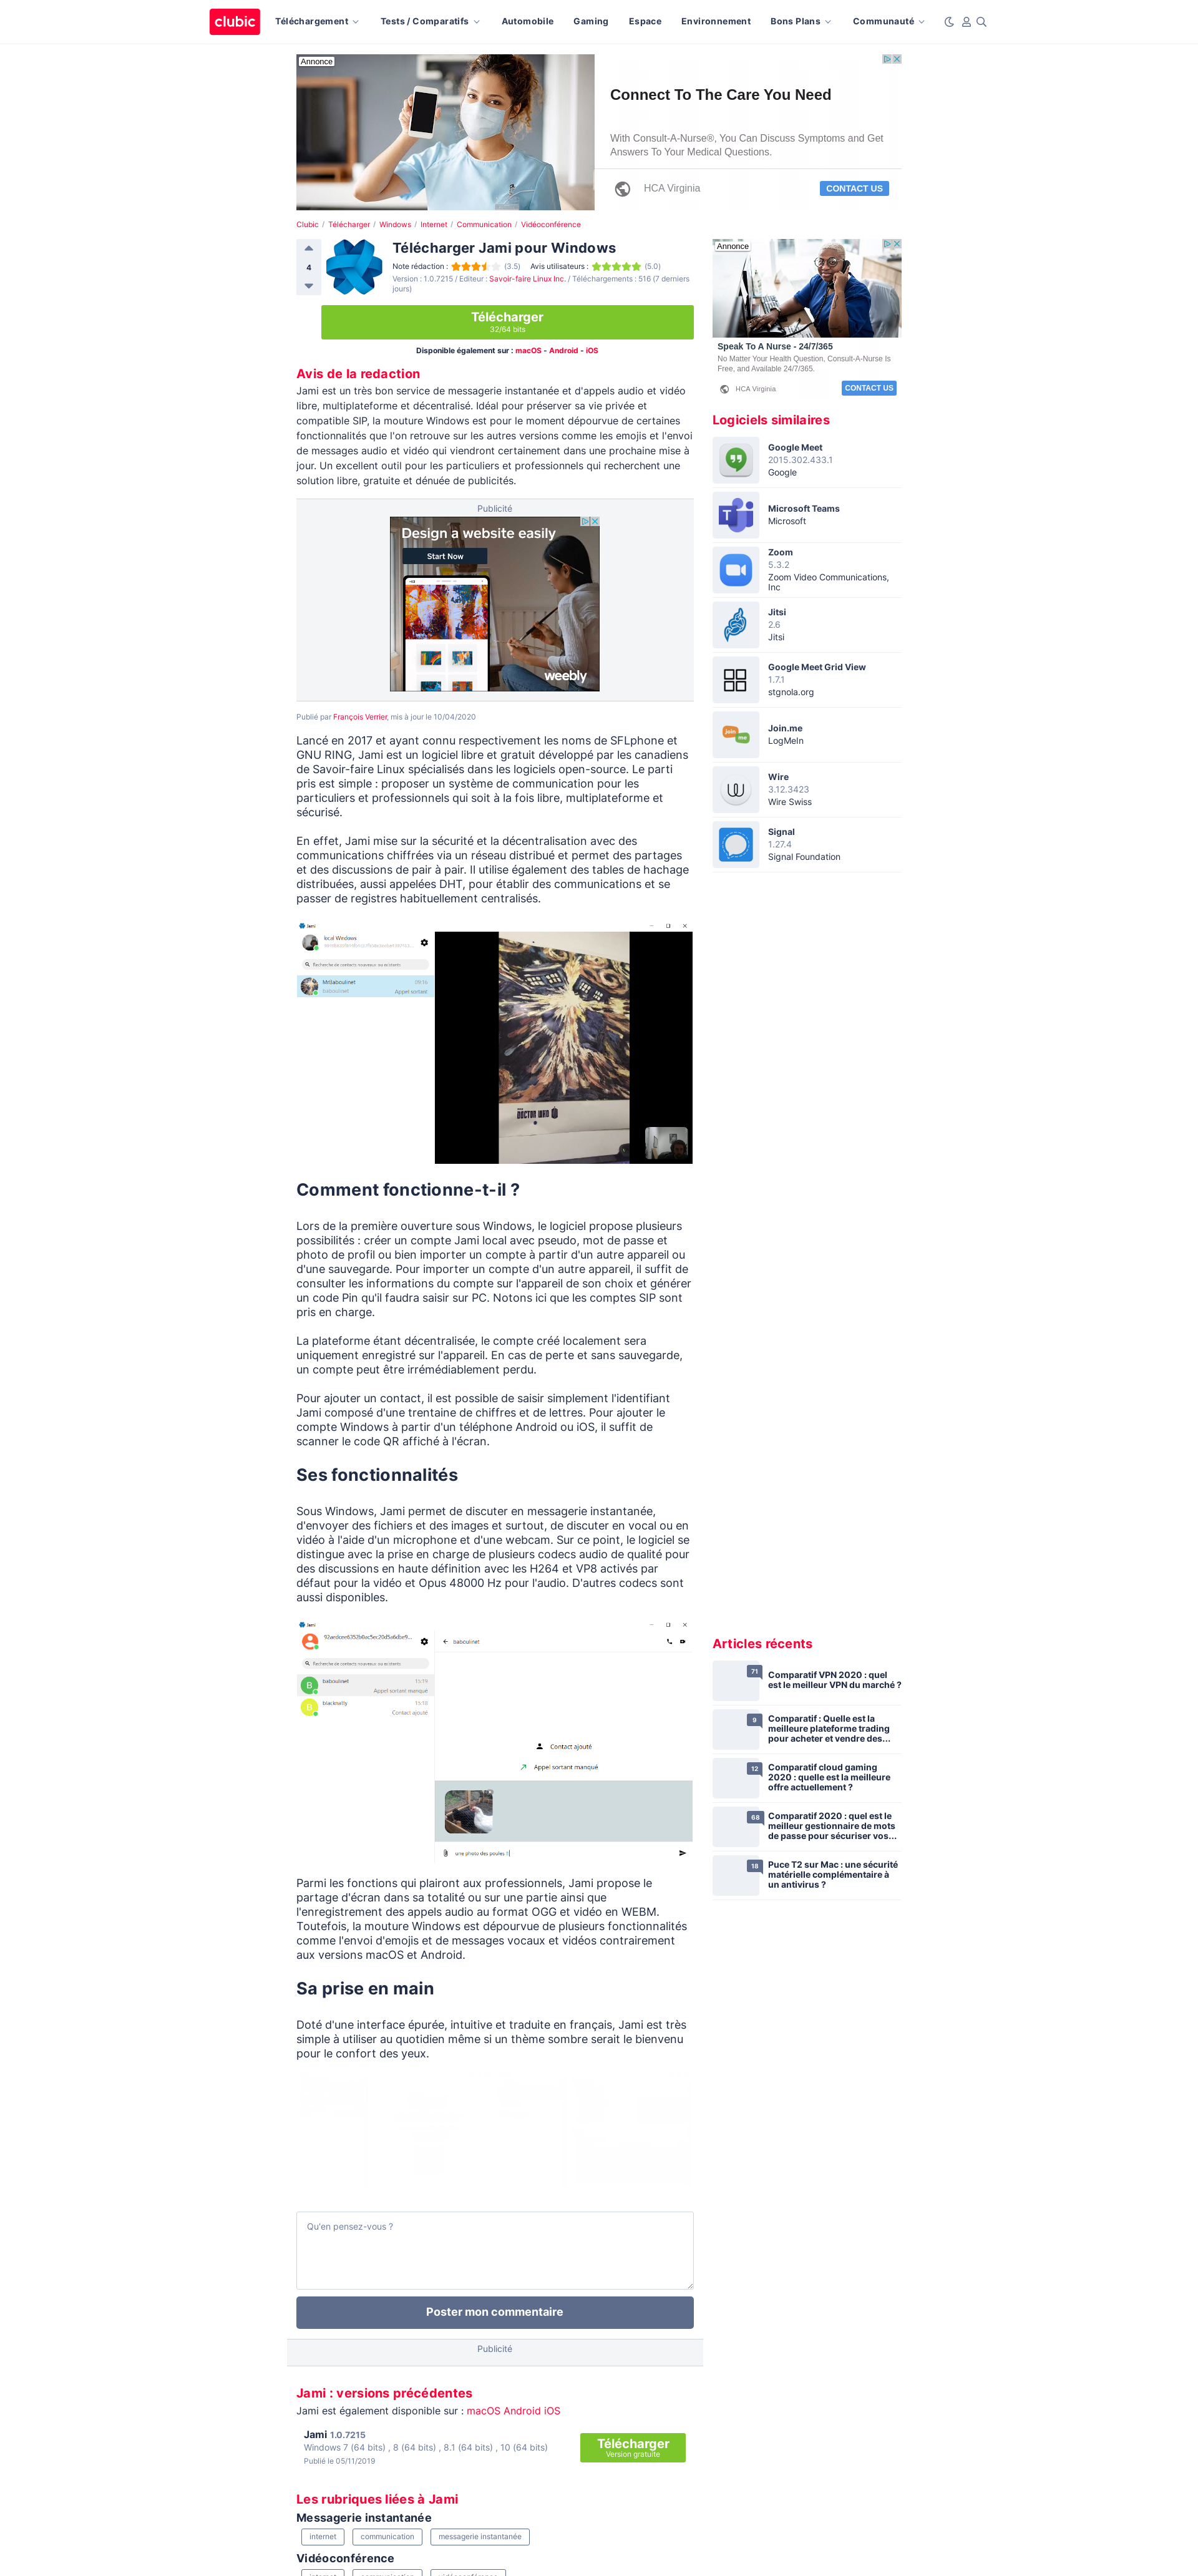 clubic
Téléchargement
Tests / Comparatifs
Automobile
Gaming
Espace
Environnement
Bons Plans
Communauté
Annonce
Connect To The Care You Need
With Consult-A-Nurse®, You Can Discuss Symptoms and Get
Answers To Your Medical Questions.
HCA Virginia
CONTACT US
Clubic / Télécharger / Windows / Internet / Communication / Vidéoconférence
4
Télécharger Jami pour Windows
Note rédaction : (3.5) Avis utilisateurs : (5.0)
Version : 1.0.7215 / Editeur : Savoir-faire Linux Inc. / Téléchargements : 516 (7 derniers
jours)
Télécharger
32/64 bits
Disponible également sur : macOS - Android - iOS
Avis de la redaction
Jami est un très bon service de messagerie instantanée et d'appels audio et vidéo
libre, multiplateforme et décentralisé. Idéal pour préserver sa vie privée et
compatible SIP, la mouture Windows est pour le moment dépourvue de certaines
fonctionnalités que l'on retrouve sur les autres versions comme les emojis et l'envoi
de messages audio et vidéo qui viendront certainement dans une prochaine mise à
jour. Un excellent outil pour les particuliers et professionnels qui recherchent une
solution libre, gratuite et dénuée de publicités.
Publicité
Design a website easily
Start Now
weebly
Publié par François Verrier, mis à jour le 10/04/2020
Lancé en 2017 et ayant connu respectivement les noms de SFLphone et
GNU RING, Jami est un logiciel libre et gratuit développé par les canadiens
de Savoir-faire Linux spécialisés dans les logiciels open-source. Le parti
pris est simple : proposer un système de communication pour les
particuliers et professionnels qui soit à la fois libre, multiplateforme et
sécurisé.
En effet, Jami mise sur la sécurité et la décentralisation avec des
communications chiffrées via un réseau distribué et permet des partages
et des discussions de pair à pair. Il utilise également des tables de hachage
distribuées, aussi appelées DHT, pour établir des communications et se
passer de registres habituellement centralisés.
Jami
local Windows
Recherche de contacts nouveaux ou existants
Mrtlaboulinet
09:16
baboulinet
Appel sortant
DOCTOR WHO
Comment fonctionne-t-il ?
Lors de la première ouverture sous Windows, le logiciel propose plusieurs
possibilités : créer un compte Jami local avec pseudo, mot de passe et
photo de profil ou bien importer un compte à partir d'un autre appareil ou
d'une sauvegarde. Pour importer un compte d'un autre appareil, il suffit de
consulter les informations du compte sur l'appareil de son choix et générer
un code Pin qu'il faudra saisir sur PC. Notons ici que les comptes SIP sont
pris en charge.
La plateforme étant décentralisée, le compte créé localement sera
uniquement enregistré sur l'appareil. En cas de perte et sans sauvegarde,
un compte peut être irrémédiablement perdu.
Pour ajouter un contact, il est possible de saisir simplement l'identifiant
Jami composé d'une trentaine de chiffres et de lettres. Pour ajouter le
compte Windows à partir d'un téléphone Android ou iOS, il suffit de
scanner le code QR affiché à l'écran.
Ses fonctionnalités
Sous Windows, Jami permet de discuter en messagerie instantanée,
d'envoyer des fichiers et des images et surtout, de discuter en vocal ou en
vidéo à l'aide d'un microphone et d'une webcam. Sur ce point, le logiciel se
distingue avec la prise en charge de plusieurs codecs audio de qualité pour
des discussions en haute définition avec les H264 et VP8 activés par
défaut pour la vidéo et Opus 48000 Hz pour l'audio. D'autres codecs sont
aussi disponibles.
Jami
baboulinet
Recherche de contacts nouveaux ou existants
B
baboulinet
15:19
Appel sortant manqué
B
blacknelly
15:18
Contact ajouté
Contact ajouté
Appel sortant manqué
une photo des poules !
Parmi les fonctions qui plairont aux professionnels, Jami propose le
partage d'écran dans sa totalité ou sur une partie ainsi que
l'enregistrement des appels audio au format OGG et vidéo en WEBM.
Toutefois, la mouture Windows est dépourvue de plusieurs fonctionnalités
comme l'envoi d'emojis et de messages vocaux et vidéos contrairement
aux versions macOS et Android.
Sa prise en main
Doté d'une interface épurée, intuitive et traduite en français, Jami est très
simple à utiliser au quotidien même si un thème sombre serait le bienvenu
pour le confort des yeux.
Qu'en pensez-vous ?
Poster mon commentaire
Publicité
Jami : versions précédentes
Jami est également disponible sur : macOS Android iOS
Jami 1.0.7215
Windows 7 (64 bits) , 8 (64 bits) , 8.1 (64 bits) , 10 (64 bits)
Publié le 05/11/2019
Télécharger
Version gratuite
Les rubriques liées à Jami
Messagerie instantanée
internet
communication
messagerie instantanée
Vidéoconférence
Annonce
Speak To A Nurse - 24/7/365
No Matter Your Health Question, Consult-A-Nurse Is
Free, and Available 24/7/365.
HCA Virginia
CONTACT US
Logiciels similaires
Google Meet
2015.302.433.1
Google
Microsoft Teams
Microsoft
Zoom
5.3.2
Zoom Video Communications,
Inc
Jitsi
2.6
Jitsi
Google Meet Grid View
1.7.1
stgnola.org
join
me
Join.me
LogMeIn
Wire
3.12.3423
Wire Swiss
Signal
1.27.4
Signal Foundation
Articles récents
71
Comparatif VPN 2020 : quel
est le meilleur VPN du marché ?
9
Comparatif : Quelle est la
meilleure plateforme trading
pour acheter et vendre des...
12
Comparatif cloud gaming
2020 : quelle est la meilleure
offre actuellement ?
68
Comparatif 2020 : quel est le
meilleur gestionnaire de mots
de passe pour sécuriser vos...
18
Puce T2 sur Mac : une sécurité
matérielle complémentaire à
un antivirus ?